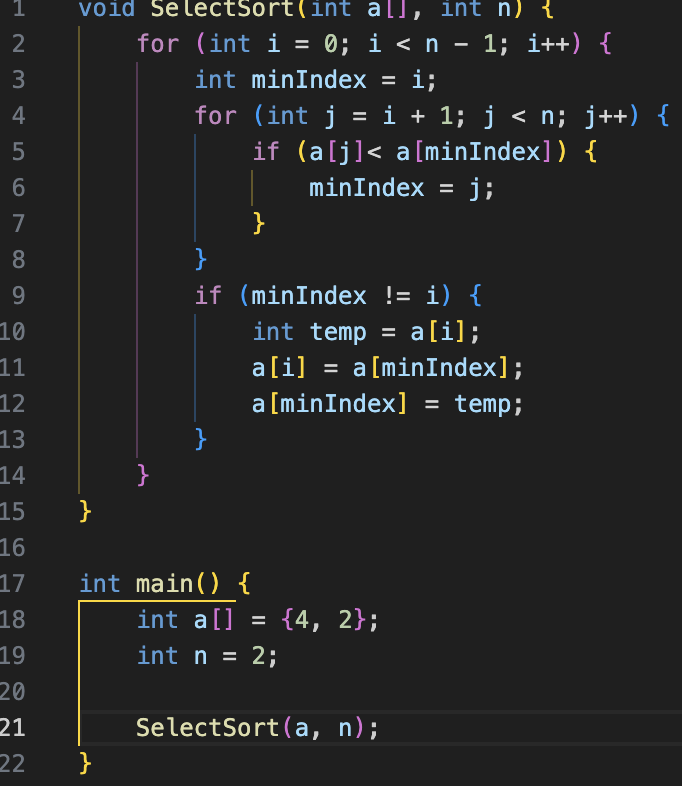 1 void SelectSort(int a[], int n) {
2 for (int i = 0; i < n - 1; i++) {
3 int minIndex = i;
4 for (int j = i + 1; j < n; j++) {
5 if (a[j]< a[minIndex]) {
6 minIndex = j;
7 }
8 }
9 if (minIndex != i) {
10 int temp = a[i];
11 a[i] = a[minIndex];
12 a[minIndex] = temp;
13 }
14 }
15 }
16
17 int main() {
18 int a[] = {4, 2};
19 int n = 2;
20
21 SelectSort(a, n);
22 }